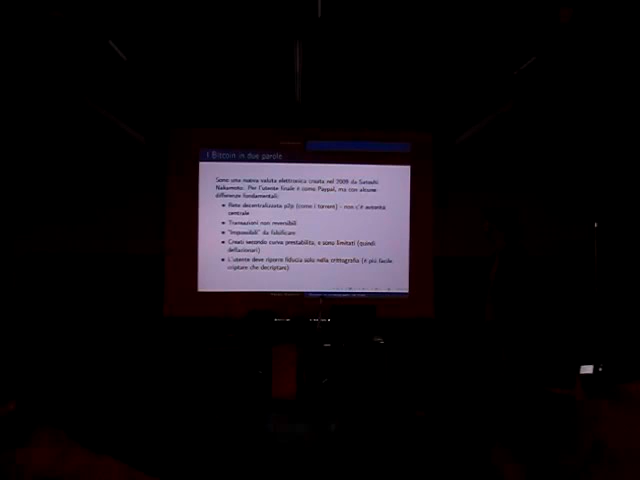 I Bitcoin in due parole
Sono una nuova valuta elettronica creata nel 2009 da Satoshi
Nakamoto. Per l'utente finale è come Paypal, ma con alcune
differenze fondamentali:
Rete decentralizzata p2p (come i torrent) - non c'è autorità
centrale
Transazioni non reversibili
"Impossibili" da falsificare
Creati secondo curva prestabilita, e sono limitati (quindi
deflazionari)
L'utente deve riporre fiducia solo nella crittografia (è più facile
criptare che decriptare)